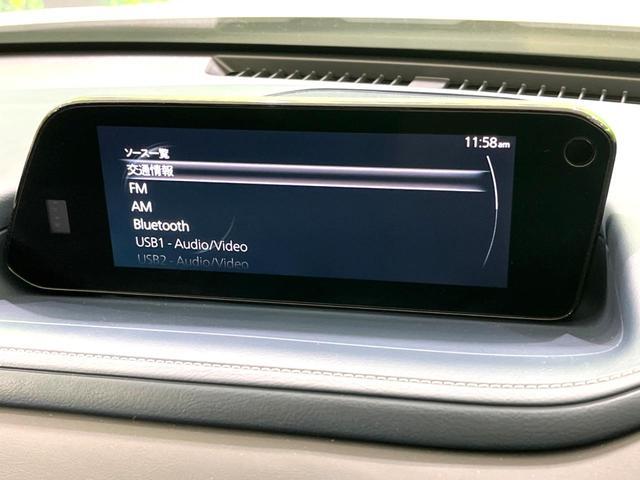 11:58am
ソース一覧
交通情報
FM
AM
Bluetooth
USB1 - Audio/Video
USB2 - Audio/Video